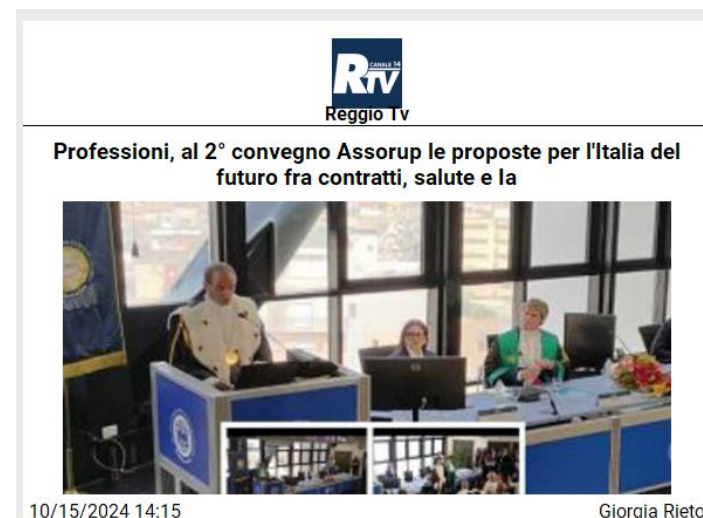 CANALE 14
RTV
Reggio Tv
Professioni, al 2° convegno Assorup le proposte per l'Italia del
futuro fra contratti, salute e la
10/15/2024 14:15
Giorgia Rieto